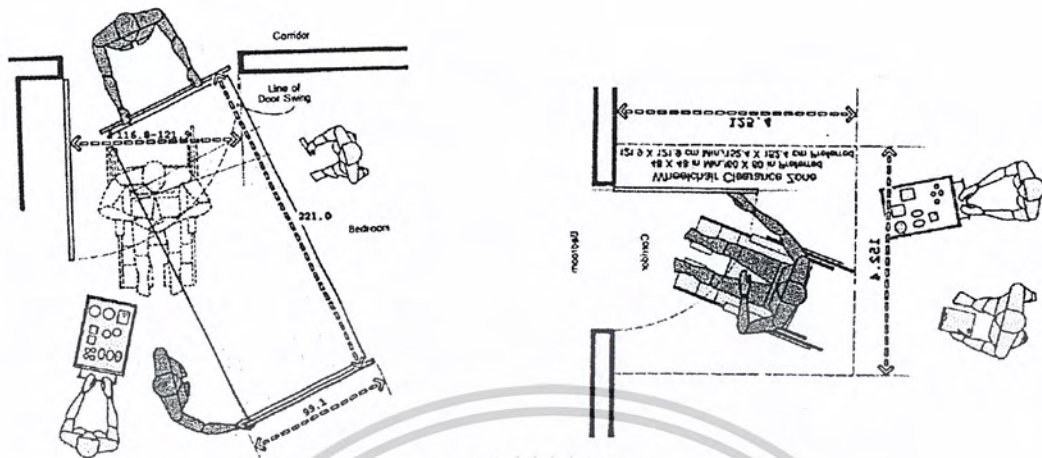 Corridor
Line of
Door Swing
116.8-121.9
221.0
Bedroom
99.1
125.4
Wheelchair Clearance Zone
48 X 48 in Min./60 X 60 in Preferred
121.9 X 121.9 cm Min./152.4 X 152.4 cm Preferred
Bedroom
Corridor
152.4